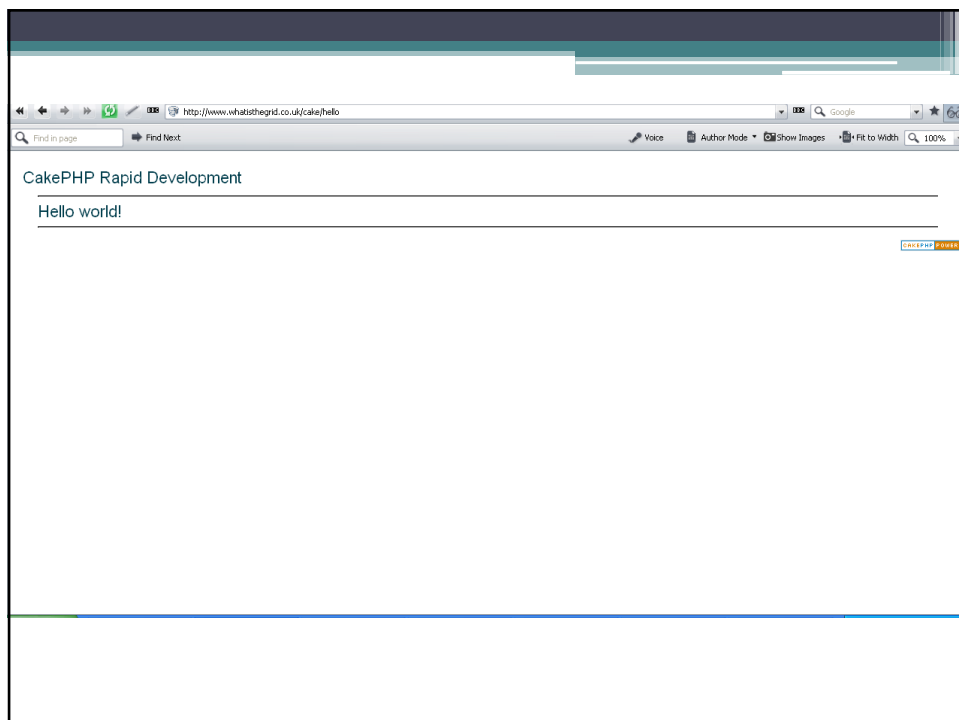 http://www.whatisthegrid.co.uk/cake/hello
Google
Find in page
Find Next
Voice
Author Mode
Show Images
Fit to Width
100%
CakePHP Rapid Development
Hello world!
CAKEPHP POWER